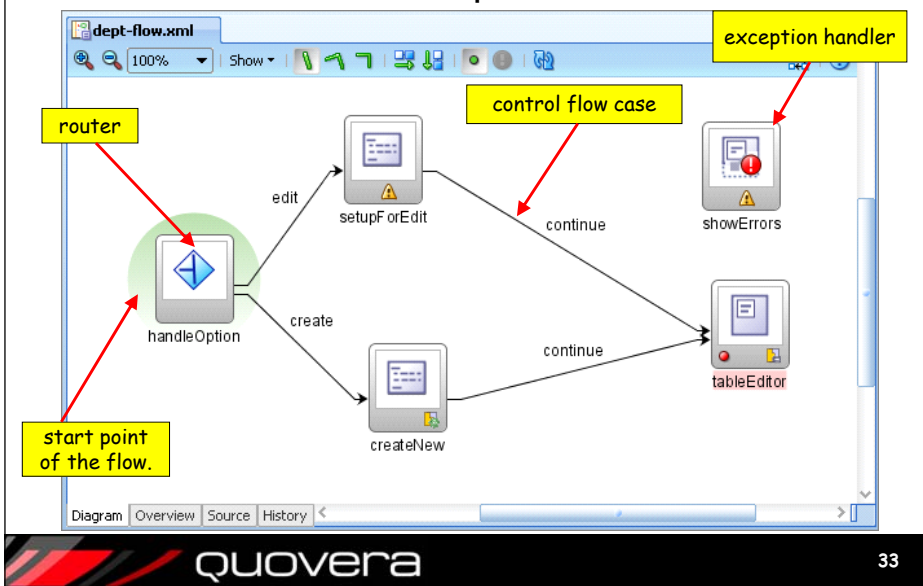 dept-flow.xml
exception handler
100%
Show
control flow case
router
edit
setupForEdit
continue
showErrors
handleOption
create
continue
tableEditor
createNew
start point
of the flow.
Diagram Overview Source History
quovera
33